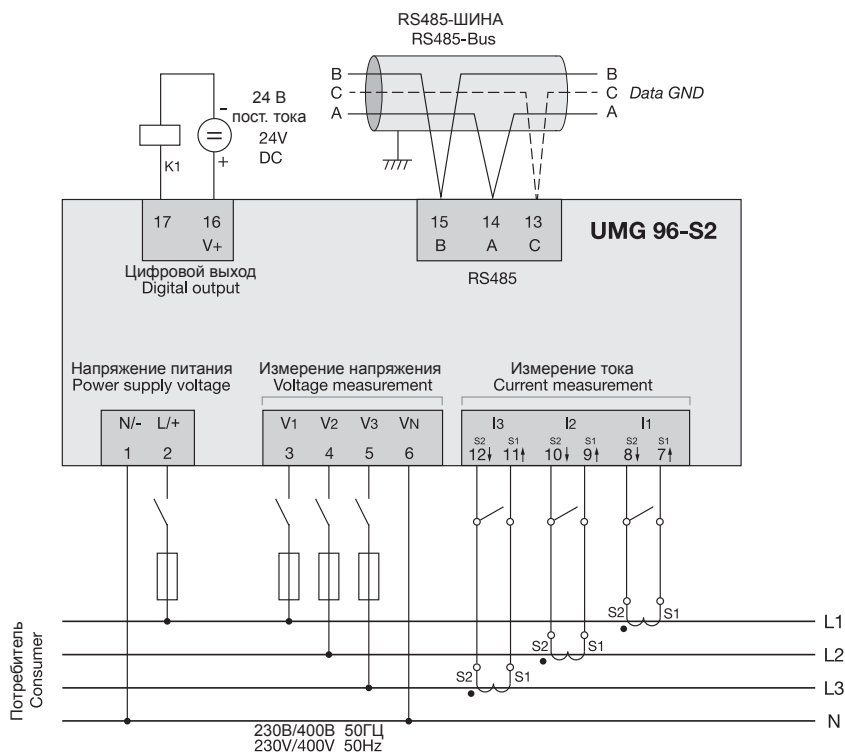 RS485-ШИНА
RS485-Bus
B
C
A
B
C Data GND
A
24 В
пост. тока
24V
DC
-
=
+
K1
17 16
V+
Цифровой выход
Digital output
15 14 13
B A C
RS485
UMG 96-S2
Напряжение питания
Power supply voltage
Измерение напряжения
Voltage measurement
Измерение тока
Current measurement
N/- L/+
1 2
V1 V2 V3 VN
3 4 5 6
I3 I2 I1
S2 S1 S2 S1 S2 S1
12 11 10 9 8 7
S2 S1
S2 S1
S2 S1
L1
L2
L3
N
Потребитель
Consumer
230В/400В 50ГЦ
230V/400V 50Hz